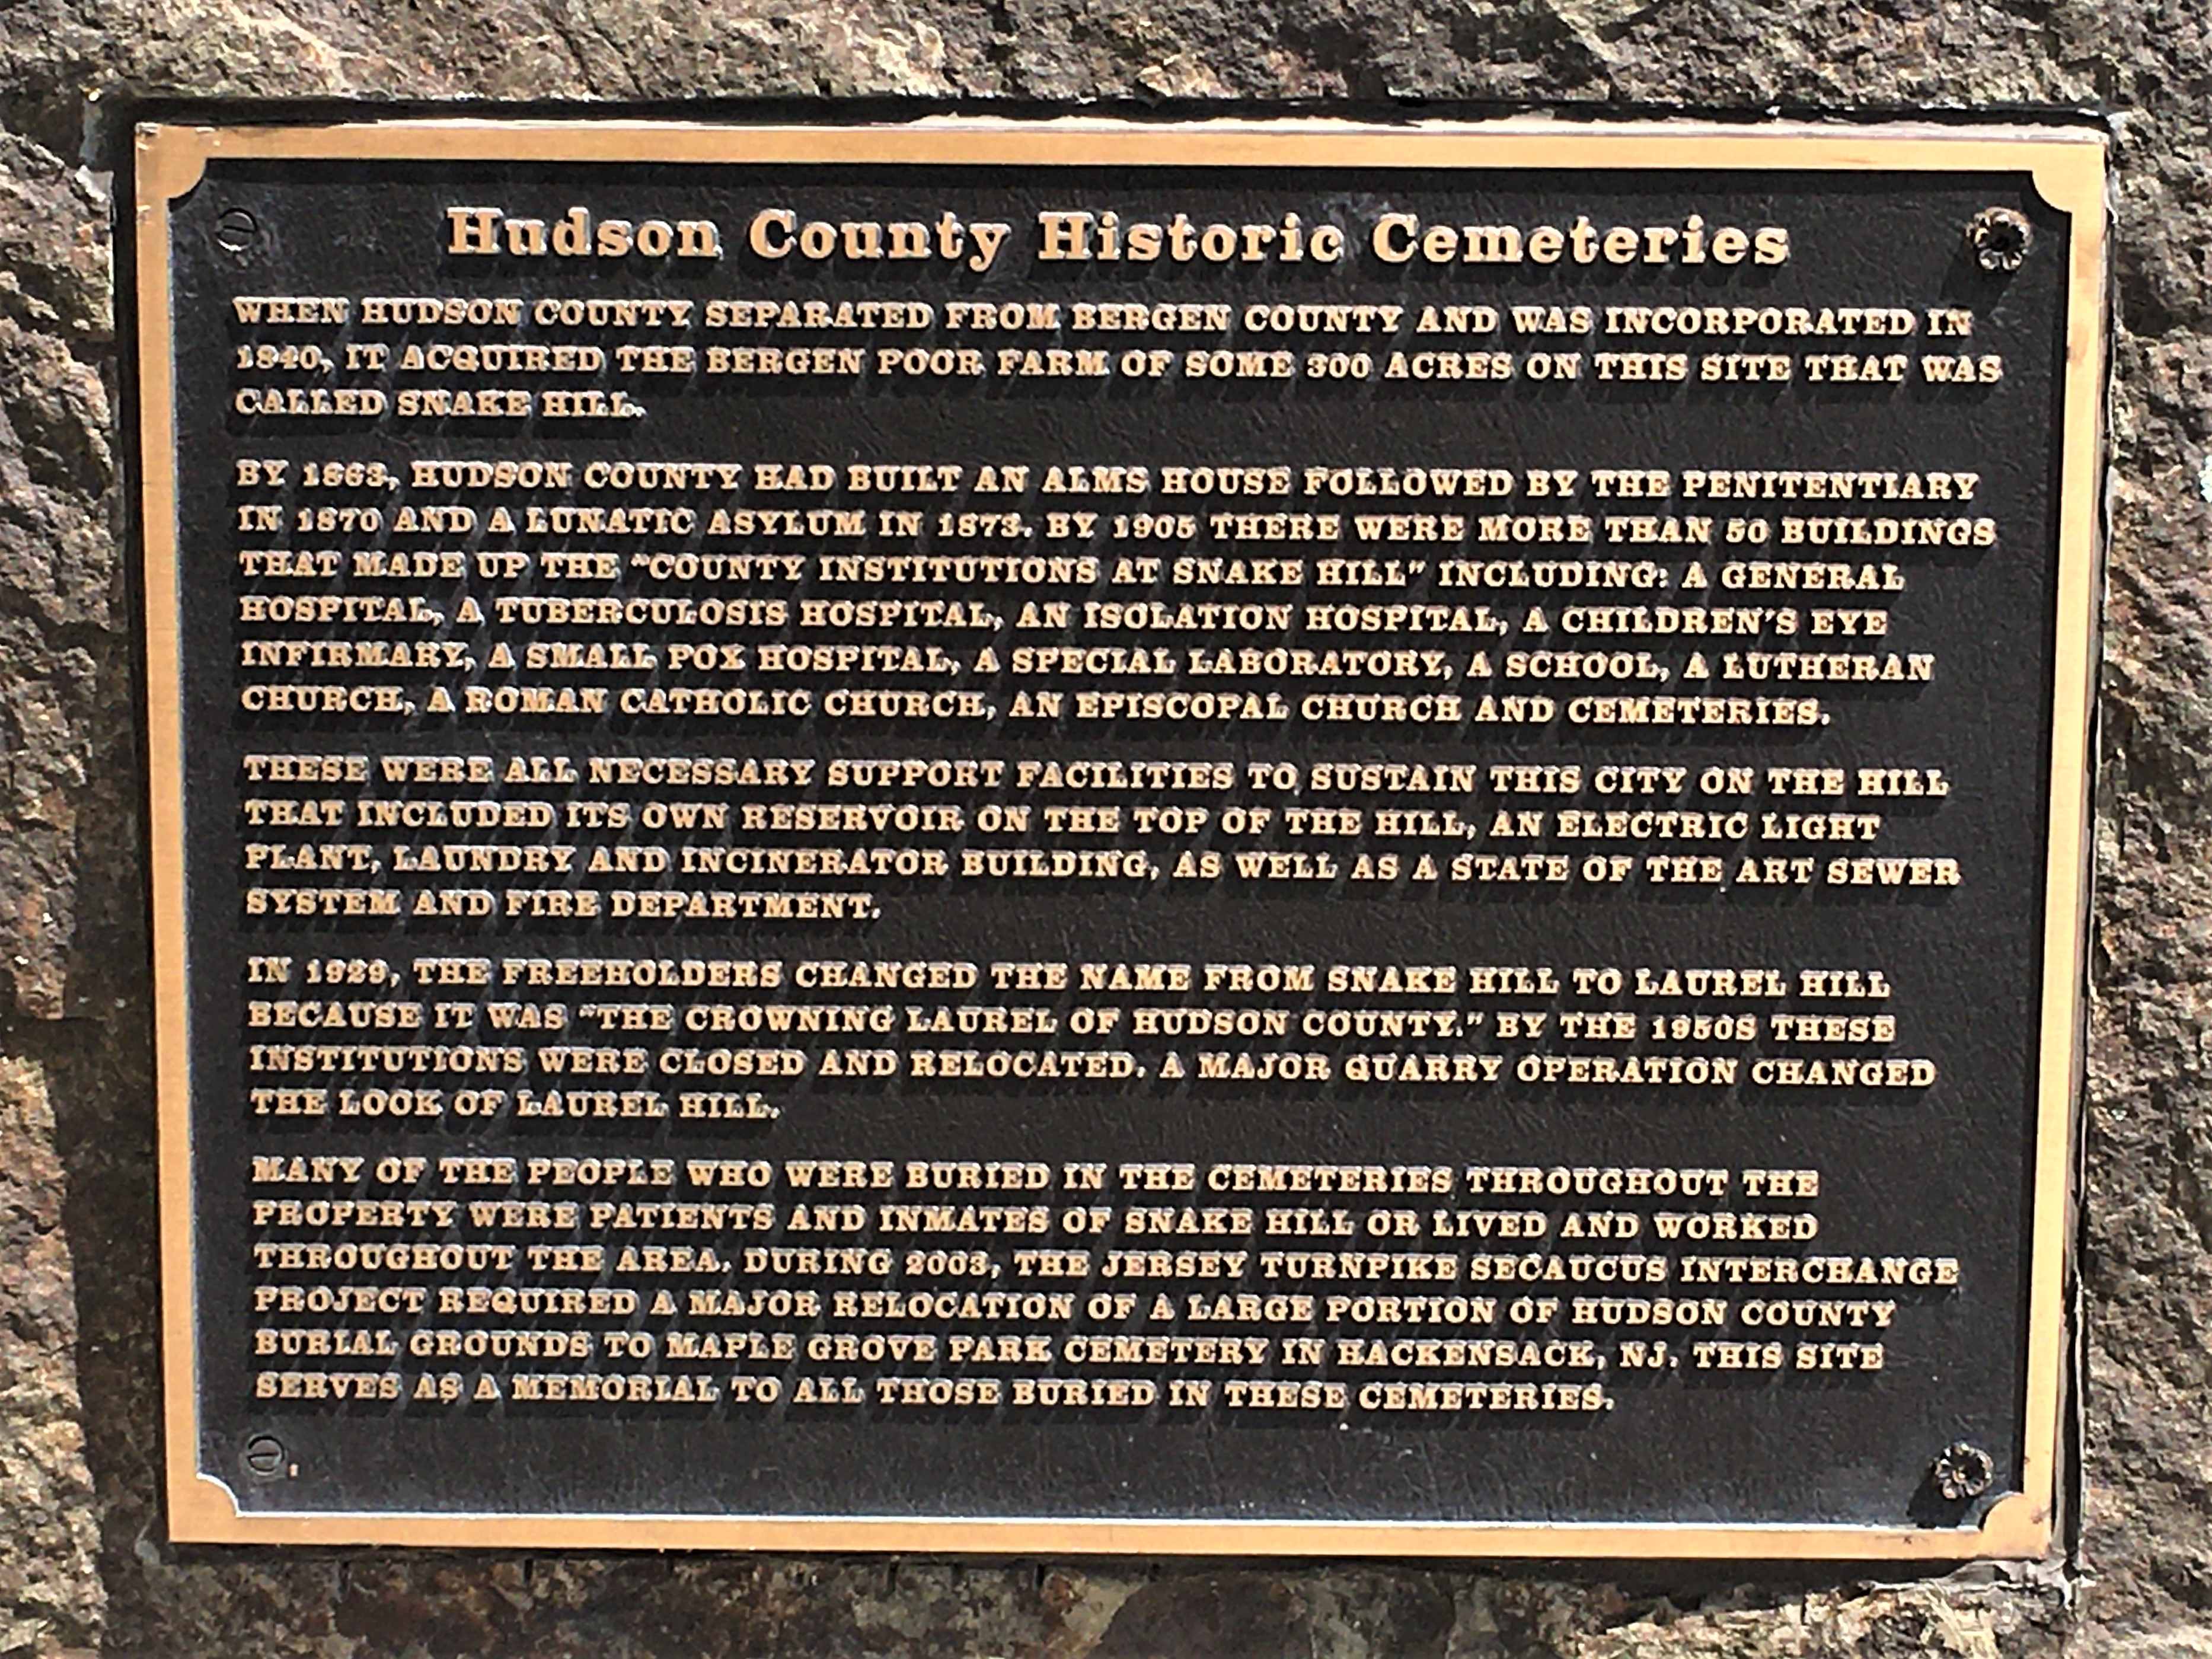 Hudson County Historic Cemeteries
WHEN HUDSON COUNTY SEPARATED FROM BERGEN COUNTY AND WAS INCORPORATED IN
1840, IT ACQUIRED THE BERGEN POOR FARM OF SOME 300 ACRES ON THIS SITE THAT WAS
CALLED SNAKE HILL.
BY 1863, HUDSON COUNTY HAD BUILT AN ALMS HOUSE FOLLOWED BY THE PENITENTIARY
IN 1870 AND A LUNATIC ASYLUM IN 1873. BY 1905 THERE WERE MORE THAN 50 BUILDINGS
THAT MADE UP THE "COUNTY INSTITUTIONS AT SNAKE HILL" INCLUDING: A GENERAL
HOSPITAL, A TUBERCULOSIS HOSPITAL, AN ISOLATION HOSPITAL, A CHILDREN'S EYE
INFIRMARY, A SMALL POX HOSPITAL, A SPECIAL LABORATORY, A SCHOOL, A LUTHERAN
CHURCH, A ROMAN CATHOLIC CHURCH, AN EPISCOPAL CHURCH AND CEMETERIES.
THESE WERE ALL NECESSARY SUPPORT FACILITIES TO SUSTAIN THIS CITY ON THE HILL
THAT INCLUDED ITS OWN RESERVOIR ON THE TOP OF THE HILL, AN ELECTRIC LIGHT
PLANT, LAUNDRY AND INCINERATOR BUILDING, AS WELL AS A STATE OF THE ART SEWER
SYSTEM AND FIRE DEPARTMENT.
IN 1929, THE FREEHOLDERS CHANGED THE NAME FROM SNAKE HILL TO LAUREL HILL
BECAUSE IT WAS "THE CROWNING LAUREL OF HUDSON COUNTY." BY THE 1950S THESE
INSTITUTIONS WERE CLOSED AND RELOCATED. A MAJOR QUARRY OPERATION CHANGED
THE LOOK OF LAUREL HILL.
MANY OF THE PEOPLE WHO WERE BURIED IN THE CEMETERIES THROUGHOUT THE
PROPERTY WERE PATIENTS AND INMATES OF SNAKE HILL OR LIVED AND WORKED
THROUGHOUT THE AREA. DURING 2003, THE JERSEY TURNPIKE SECAUCUS INTERCHANGE
PROJECT REQUIRED A MAJOR RELOCATION OF A LARGE PORTION OF HUDSON COUNTY
BURIAL GROUNDS TO MAPLE GROVE PARK CEMETERY IN HACKENSACK, NJ. THIS SITE
SERVES AS A MEMORIAL TO ALL THOSE BURIED IN THESE CEMETERIES.